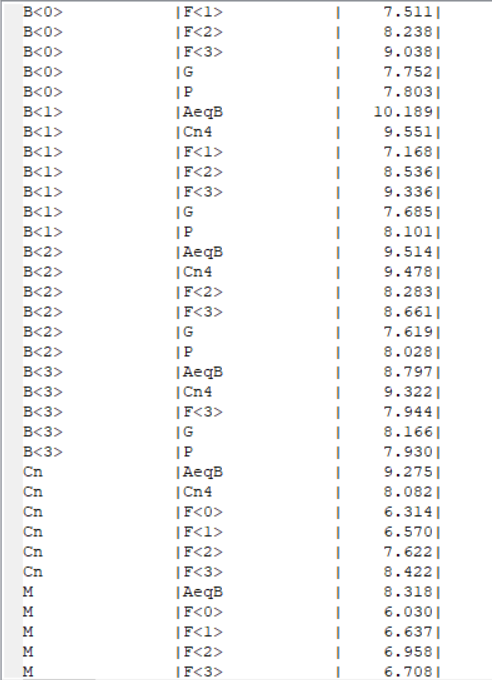 B<0> |F<1> | 7.511|
B<0> |F<2> | 8.238|
B<0> |F<3> | 9.038|
B<0> |G | 7.752|
B<0> |P | 7.803|
B<1> |AeqB | 10.189|
B<1> |Cn4 | 9.551|
B<1> |F<1> | 7.168|
B<1> |F<2> | 8.536|
B<1> |F<3> | 9.336|
B<1> |G | 7.685|
B<1> |P | 8.101|
B<2> |AeqB | 9.514|
B<2> |Cn4 | 9.478|
B<2> |F<2> | 8.283|
B<2> |F<3> | 8.661|
B<2> |G | 7.619|
B<2> |P | 8.028|
B<3> |AeqB | 8.797|
B<3> |Cn4 | 9.322|
B<3> |F<3> | 7.944|
B<3> |G | 8.166|
B<3> |P | 7.930|
Cn |AeqB | 9.275|
Cn |Cn4 | 8.082|
Cn |F<0> | 6.314|
Cn |F<1> | 6.570|
Cn |F<2> | 7.622|
Cn |F<3> | 8.422|
M |AeqB | 8.318|
M |F<0> | 6.030|
M |F<1> | 6.637|
M |F<2> | 6.958|
M |F<3> | 6.708|